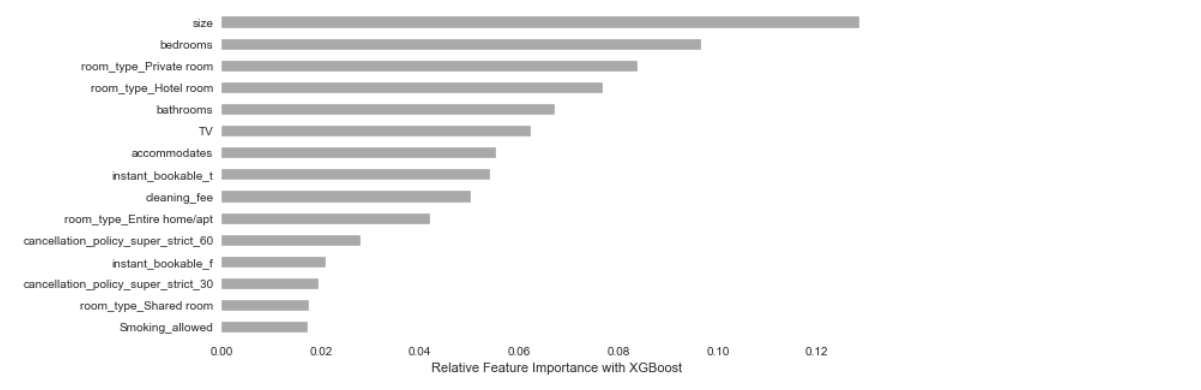 size
bedrooms
room_type_Private room
room_type_Hotel room
bathrooms
TV
accommodates
instant_bookable_t
cleaning_fee
room_type_Entire home/apt
cancellation_policy_super_strict_60
instant_bookable_f
cancellation_policy_super_strict_30
room_type_Shared room
Smoking_allowed
0.00 0.02 0.04 0.06 0.08 0.10 0.12
Relative Feature Importance with XGBoost